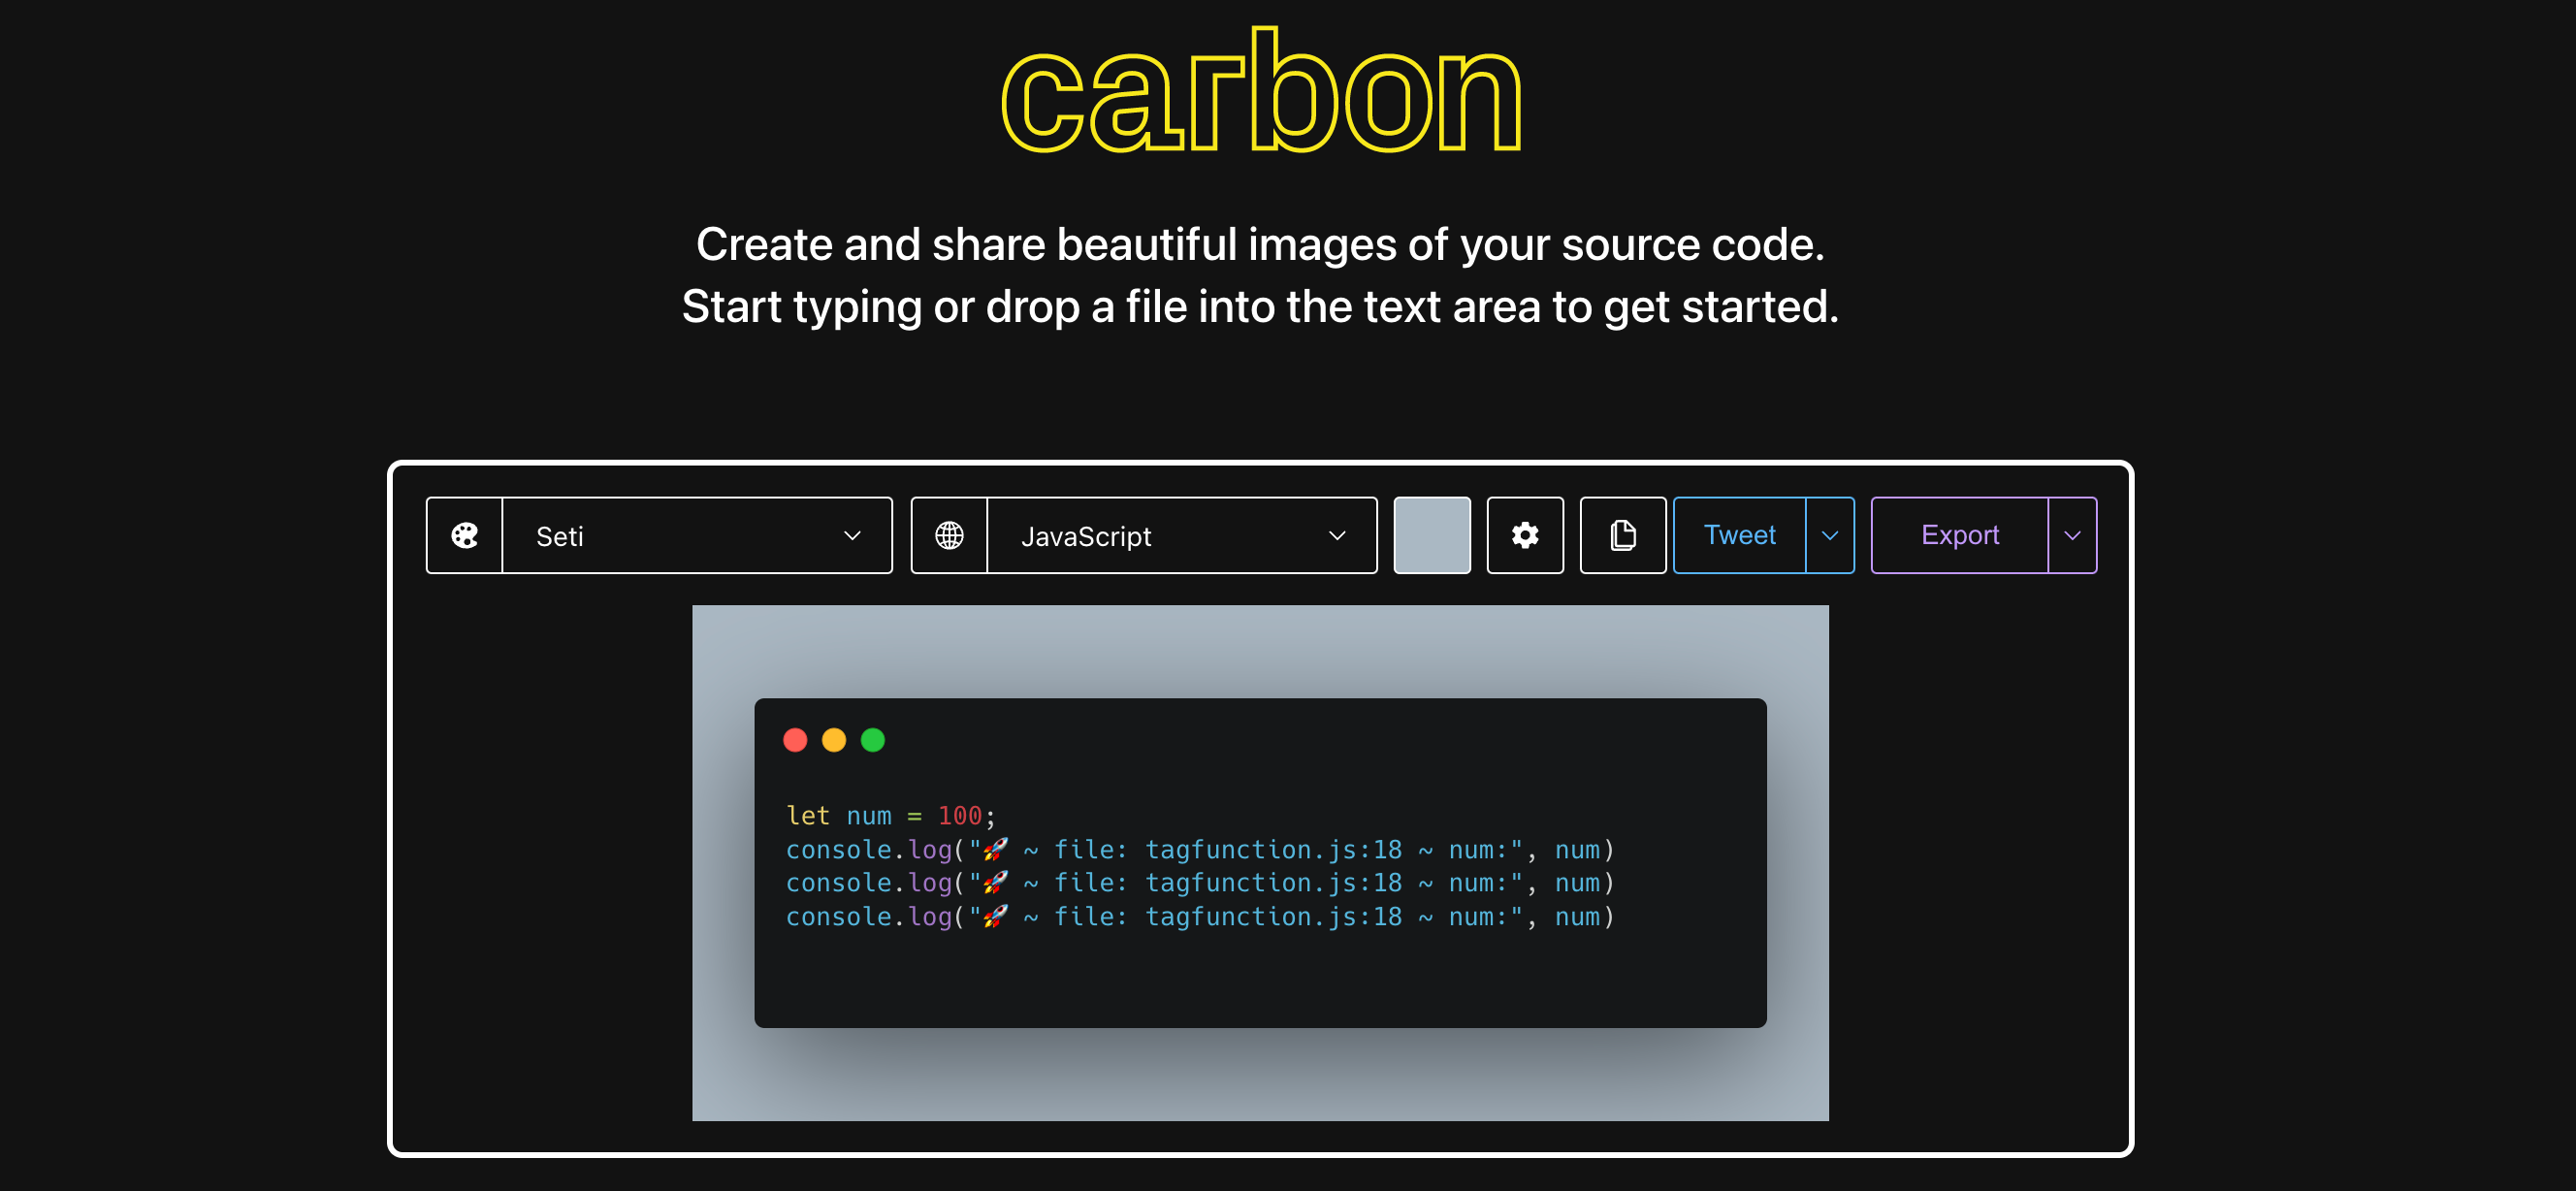 carbon
Create and share beautiful images of your source code.
Start typing or drop a file into the text area to get started.
Seti JavaScript Tweet Export
let num = 100;
console.log("🚀 ~ file: tagfunction.js:18 ~ num:", num)
console.log("🚀 ~ file: tagfunction.js:18 ~ num:", num)
console.log("🚀 ~ file: tagfunction.js:18 ~ num:", num)